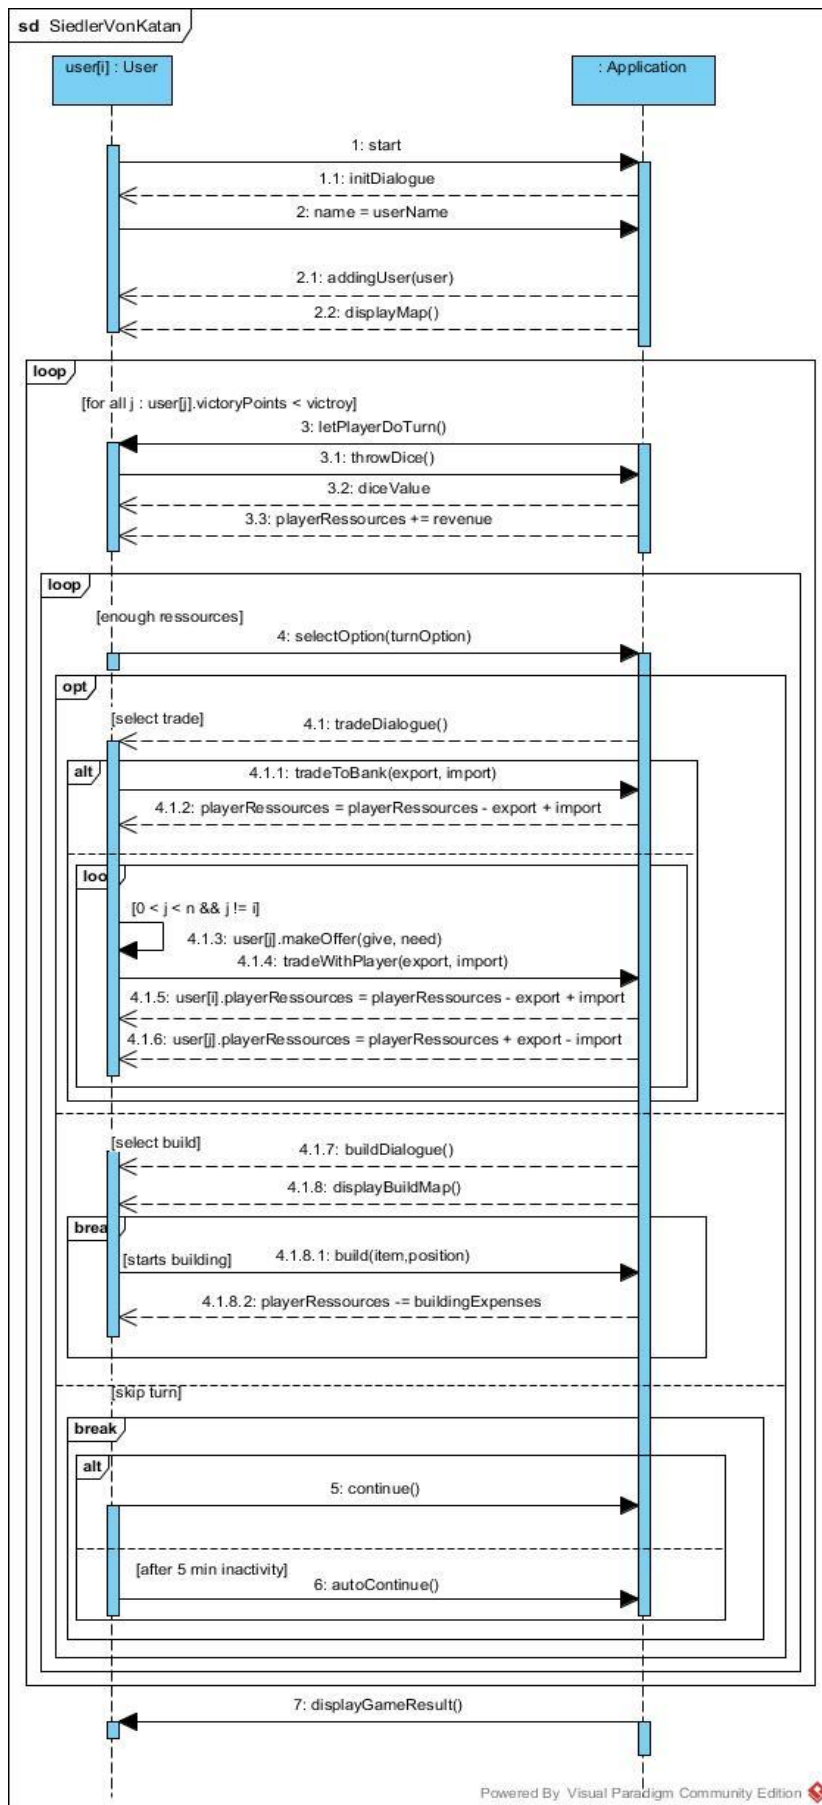 sd SiedlerVonKatan
user[i] : User
: Application
1: start
1.1: initDialogue
2: name = userName
2.1: addingUser(user)
2.2: displayMap()
loop
[for all j : user[j].victoryPoints < victroy]
3: letPlayerDoTurn()
3.1: throwDice()
3.2: diceValue
3.3: playerRessources += revenue
loop
[enough ressources]
4: selectOption(turnOption)
opt
[select trade]
4.1: tradeDialogue()
alt
4.1.1: tradeToBank(export, import)
4.1.2: playerRessources = playerRessources - export + import
loo
[0 < j < n && j != i]
4.1.3: user[j].makeOffer(give, need)
4.1.4: tradeWithPlayer(export, import)
4.1.5: user[i].playerRessources = playerRessources - export + import
4.1.6: user[j].playerRessources = playerRessources + export - import
[select build]
4.1.7: buildDialogue()
4.1.8: displayBuildMap()
brea
[starts building]
4.1.8.1: build(item,position)
4.1.8.2: playerRessources -= buildingExpenses
[skip turn]
break
alt
5: continue()
[after 5 min inactivity]
6: autoContinue()
7: displayGameResult()
Powered By Visual Paradigm Community Edition